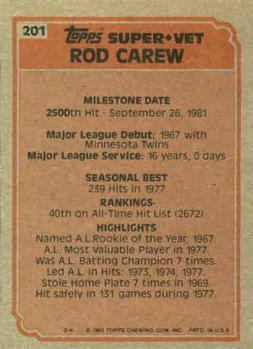 201
Topps SUPER★VET
ROD CAREW
MILESTONE DATE
2500th Hit - September 26, 1981
Major League Debut: 1967 with
Minnesota Twins
Major League Service: 16 years, 0 days
SEASONAL BEST
239 Hits in 1977
RANKINGS
40th on All-Time Hit List (2672)
HIGHLIGHTS
Named A.L. Rookie of the Year, 1967.
A.L. Most Valuable Player in 1977.
Was A.L. Batting Champion 7 times.
Led A.L. in Hits: 1973, 1974, 1977.
Stole Home Plate 7 times in 1969.
Hit safely in 131 games during 1977.
© 1983 TOPPS CHEWING GUM, INC. PRTD. IN U.S.A.